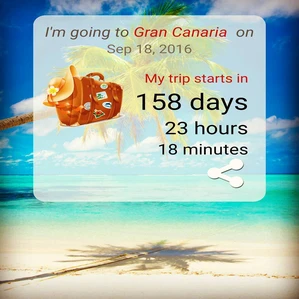 I'm going to Gran Canaria on
Sep 18, 2016
My trip starts in
158 days
23 hours
18 minutes